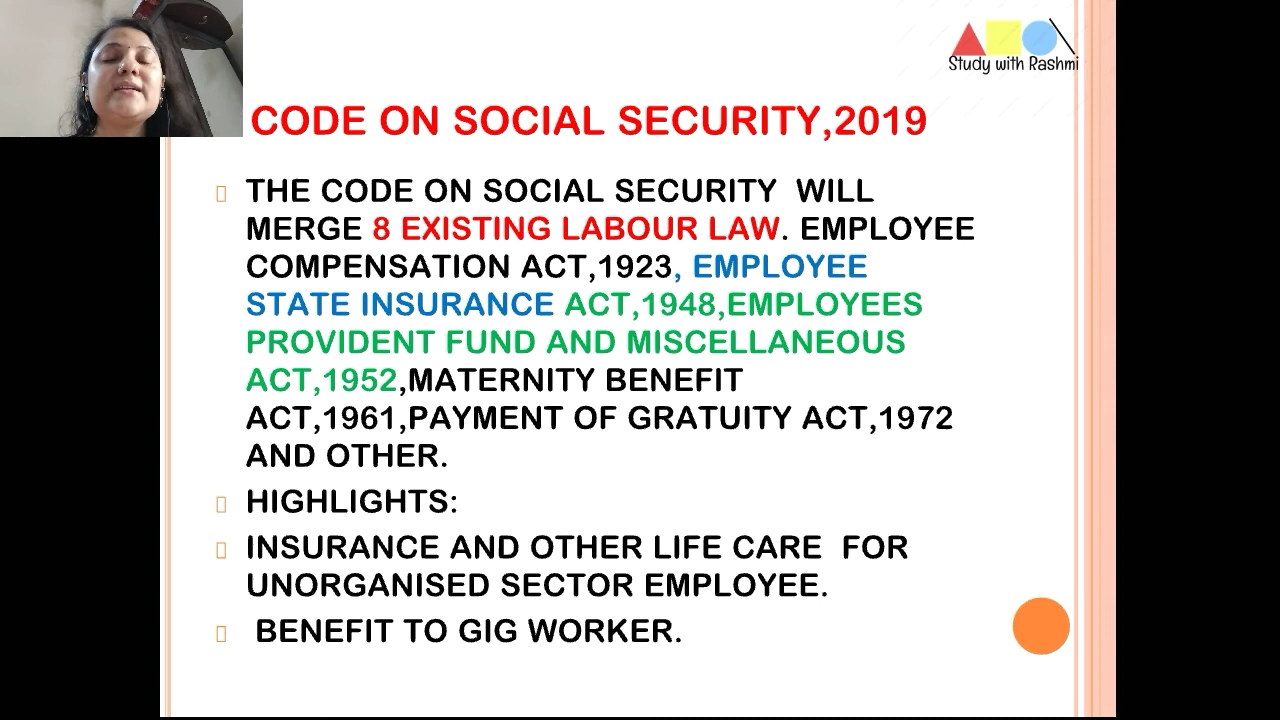 Study with Rashmi
CODE ON SOCIAL SECURITY,2019
THE CODE ON SOCIAL SECURITY WILL
MERGE 8 EXISTING LABOUR LAW. EMPLOYEE
COMPENSATION ACT,1923, EMPLOYEE
STATE INSURANCE ACT,1948,EMPLOYEES
PROVIDENT FUND AND MISCELLANEOUS
ACT,1952,MATERNITY BENEFIT
ACT,1961,PAYMENT OF GRATUITY ACT,1972
AND OTHER.
HIGHLIGHTS:
INSURANCE AND OTHER LIFE CARE FOR
UNORGANISED SECTOR EMPLOYEE.
BENEFIT TO GIG WORKER.